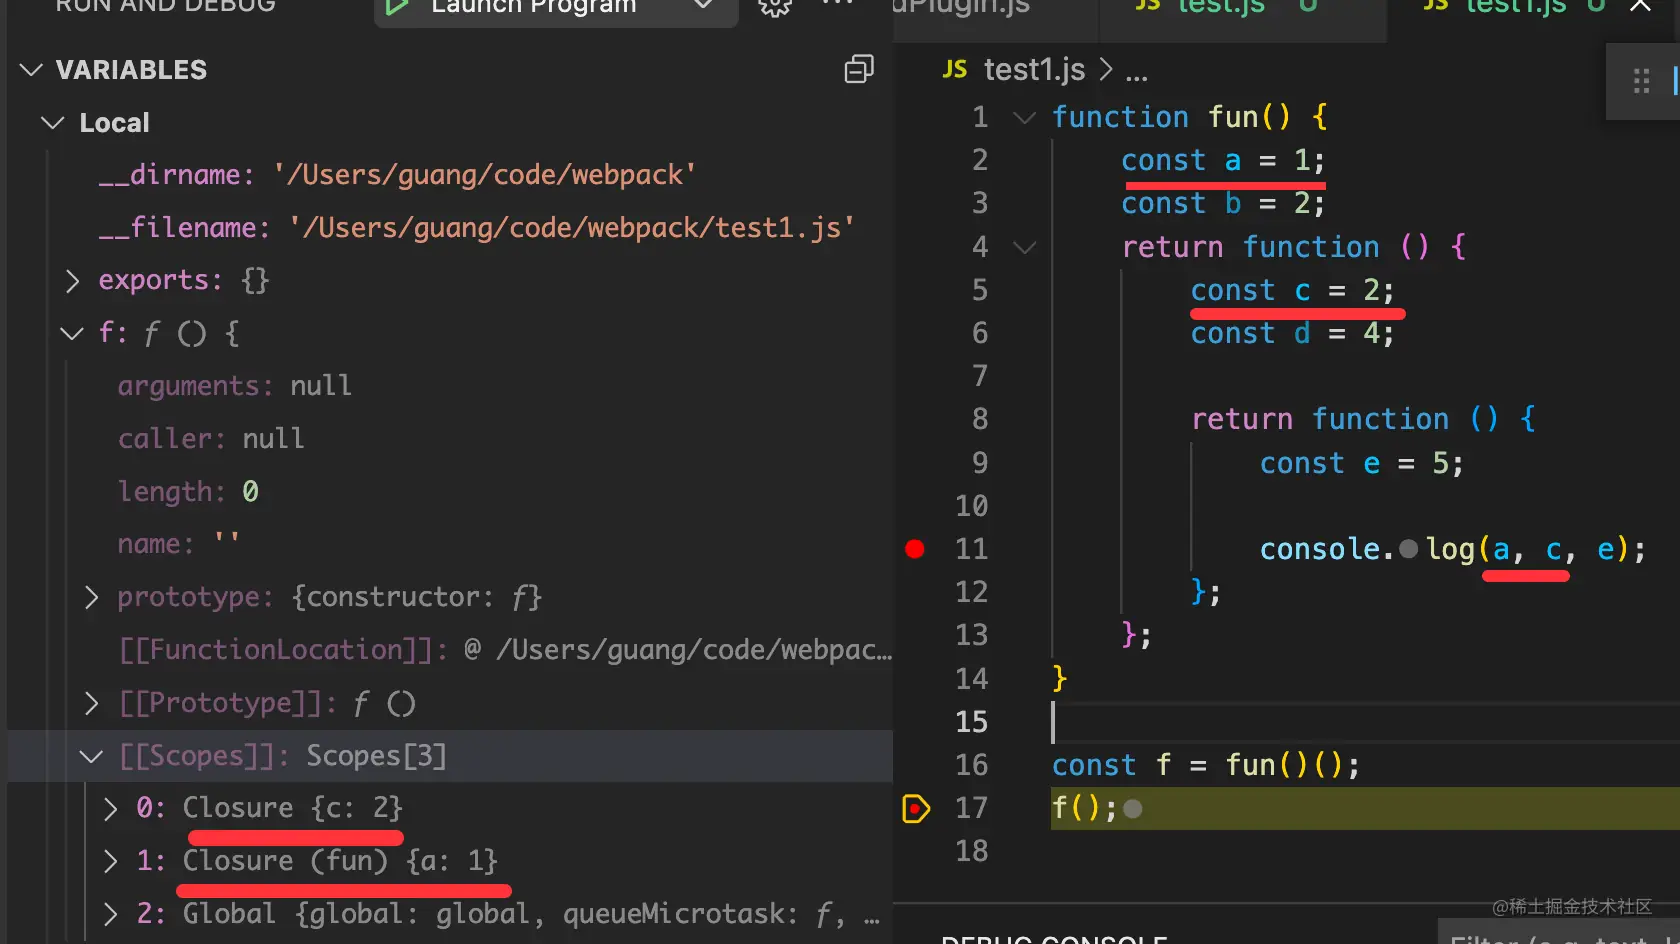 RUN AND DEBUG
Launch Program
VARIABLES
Local
__dirname: '/Users/guang/code/webpack'
__filename: '/Users/guang/code/webpack/test1.js'
exports: {}
f: f () {
arguments: null
caller: null
length: 0
name: ''
prototype: {constructor: f}
[[FunctionLocation]]: @ /Users/guang/code/webpac…
[[Prototype]]: f ()
[[Scopes]]: Scopes[3]
0: Closure {c: 2}
1: Closure (fun) {a: 1}
2: Global {global: global, queueMicrotask: f, …
dPlugin.js
JS test.js U
JS test1.js U
JS test1.js > ...
1 function fun() {
2 const a = 1;
3 const b = 2;
4 return function () {
5 const c = 2;
6 const d = 4;
7
8 return function () {
9 const e = 5;
10
11 console.log(a, c, e);
12 };
13 };
14 }
15
16 const f = fun()();
17 f();
18
@稀土掘金技术社区
DEBUG CONSOLE
Filter (e.g. text, !